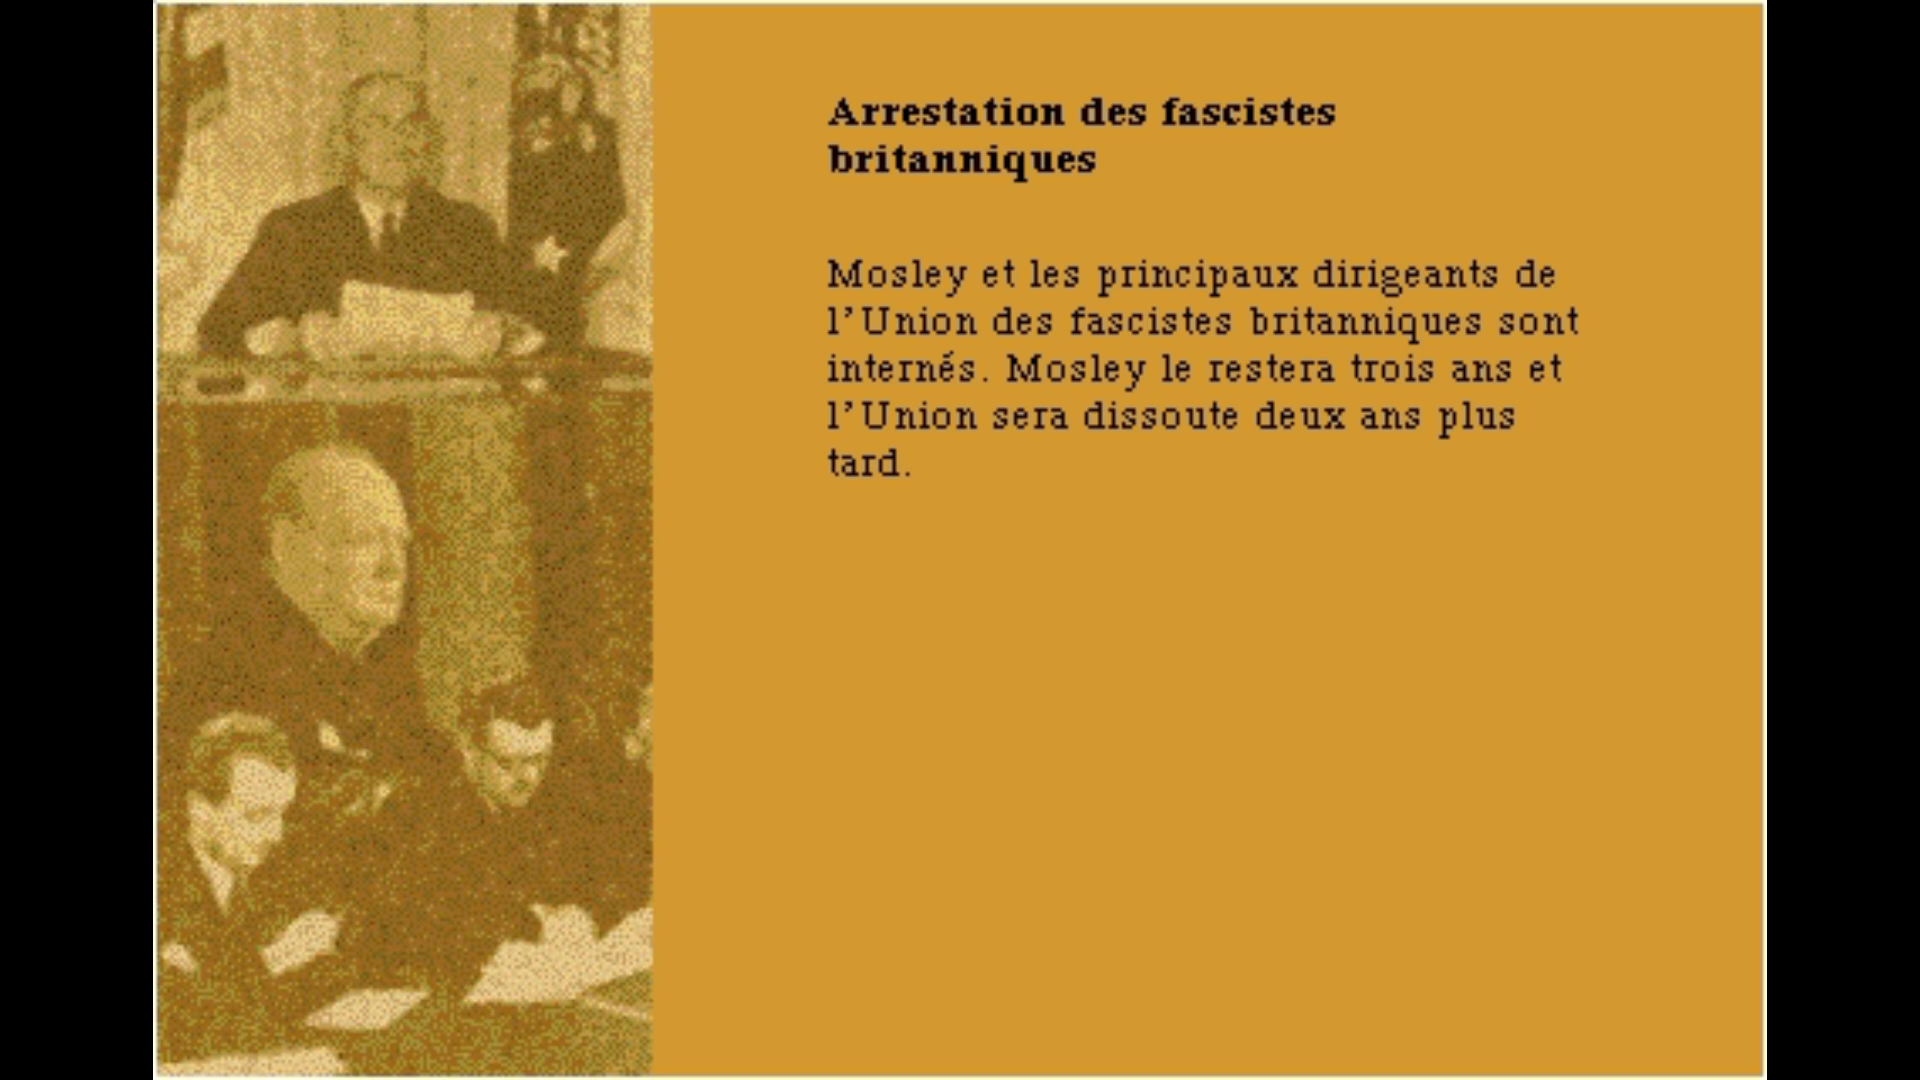 Arrestation des fascistes
britanniques
Mosley et les principaux dirigeants de
l'Union des fascistes britanniques sont
internés. Mosley le restera trois ans et
l'Union sera dissoute deux ans plus
tard.